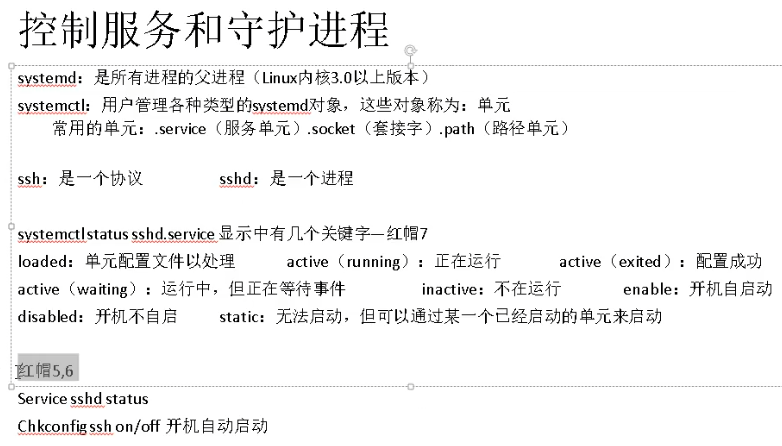 控制服务和守护进程
systemd：是所有进程的父进程（Linux内核3.0以上版本）
systemctl：用户管理各种类型的systemd对象，这些对象称为：单元
常用的单元：.service（服务单元）.socket（套接字）.path（路径单元）
ssh：是一个协议 sshd：是一个进程
systemctl status sshd.service 显示中有几个关键字—红帽7
loaded：单元配置文件以处理 active（running）：正在运行 active（exited）：配置成功
active（waiting）：运行中，但正在等待事件 inactive：不在运行 enable：开机自启动
disabled：开机不自启 static：无法启动，但可以通过某一个已经启动的单元来启动
红帽5,6
Service sshd status
Chkconfig ssh on/off 开机自动启动